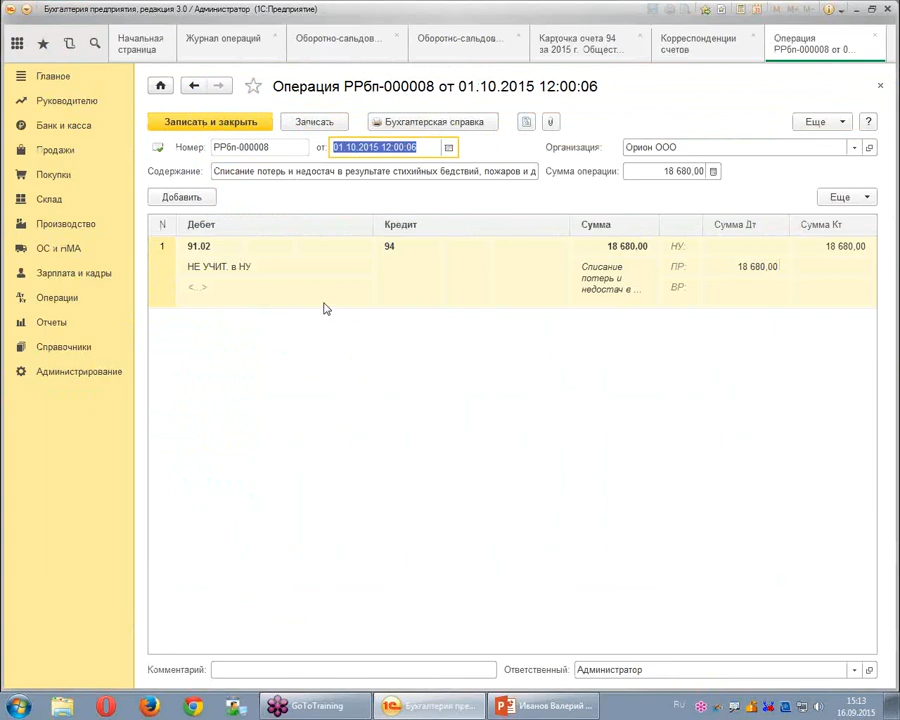 Бухгалтерия предприятия, редакция 3.0 / Администратор (1С:Предприятие)
M M+ M-
Начальная страница
Журнал операций
Оборотно-сальдов...
Оборотно-сальдов...
Карточка счета 94 за 2015 г. Общест...
Корреспонденции счетов
Операция РРбп-000008 от 0...
Главное
Руководителю
Банк и касса
Продажи
Покупки
Склад
Производство
ОС и НМА
Зарплата и кадры
Операции
Отчеты
Справочники
Администрирование
Операция РРбп-000008 от 01.10.2015 12:00:06
Записать и закрыть
Записать
Бухгалтерская справка
Еще
?
Номер: РРбп-000008 от: 01.10.2015 12:00:06 Организация: Орион ООО
Содержание: Списание потерь и недостач в результате стихийных бедствий, пожаров и д Сумма операции: 18 680,00
Добавить
Еще
N Дебет Кредит Сумма Сумма Дт Сумма Кт
1 91.02 94 18 680.00 НУ: 18 680,00
НЕ УЧИТ. в НУ Списание ПР: 18 680,00
потерь и
<...> недостач в ... ВР:
Комментарий: Ответственный: Администратор
GoToTraining
Бухгалтерия пре...
Иванов Валерий ...
RU
15:13
16.09.2015